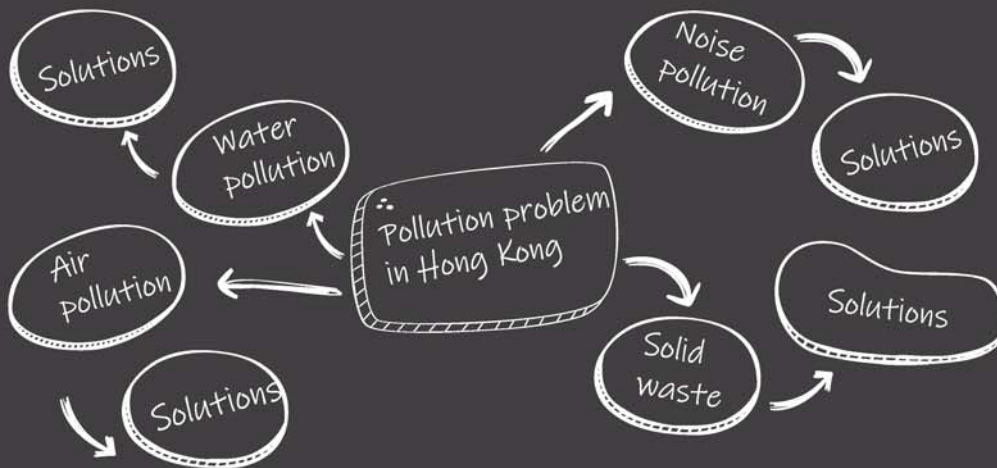 Solutions
Water
pollution
Air
pollution
Solutions
Pollution problem
in Hong Kong
Noise
pollution
Solutions
Solid
waste
Solutions